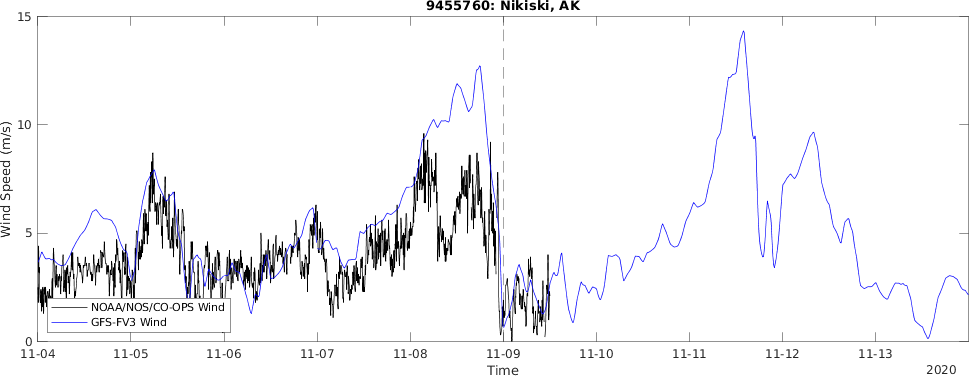 9455760: Nikiski, AK
15
10
5
0
Wind Speed (m/s)
NOAA/NOS/CO-OPS Wind
GFS-FV3 Wind
11-04 11-05 11-06 11-07 11-08 11-09 11-10 11-11 11-12 11-13
Time
2020